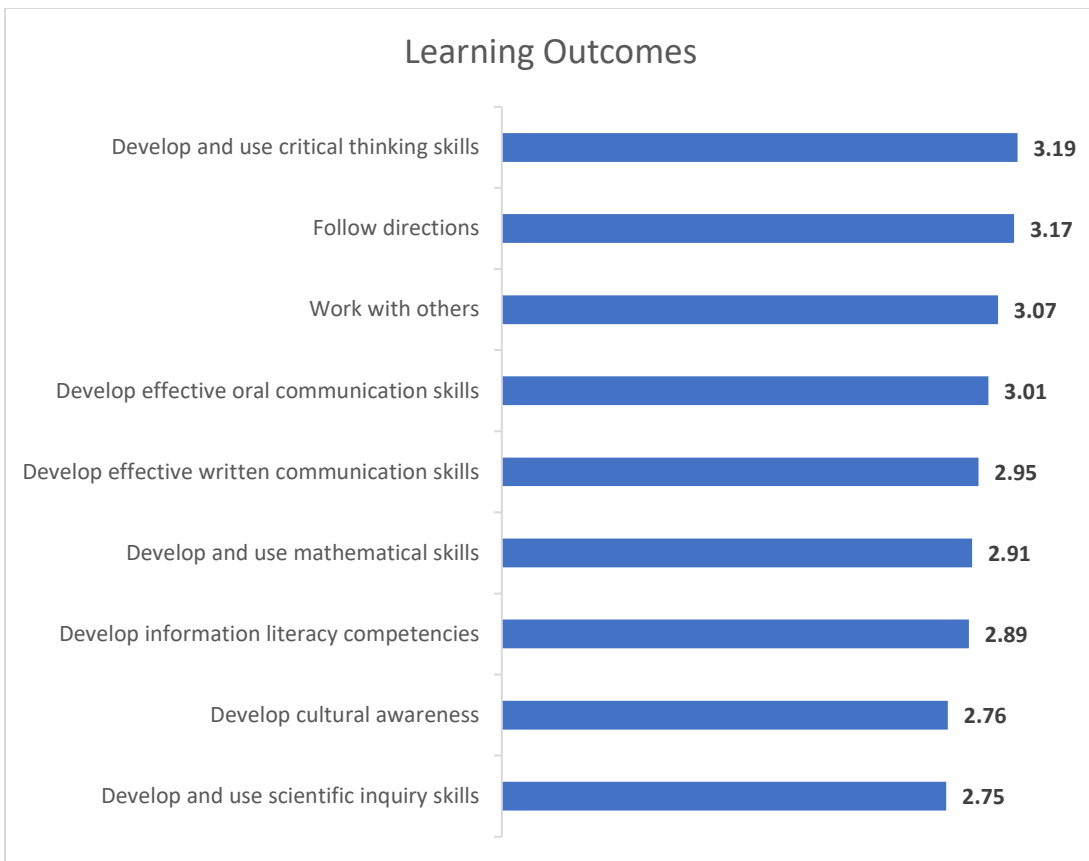 Learning Outcomes
Develop and use critical thinking skills 3.19
Follow directions 3.17
Work with others 3.07
Develop effective oral communication skills 3.01
Develop effective written communication skills 2.95
Develop and use mathematical skills 2.91
Develop information literacy competencies 2.89
Develop cultural awareness 2.76
Develop and use scientific inquiry skills 2.75